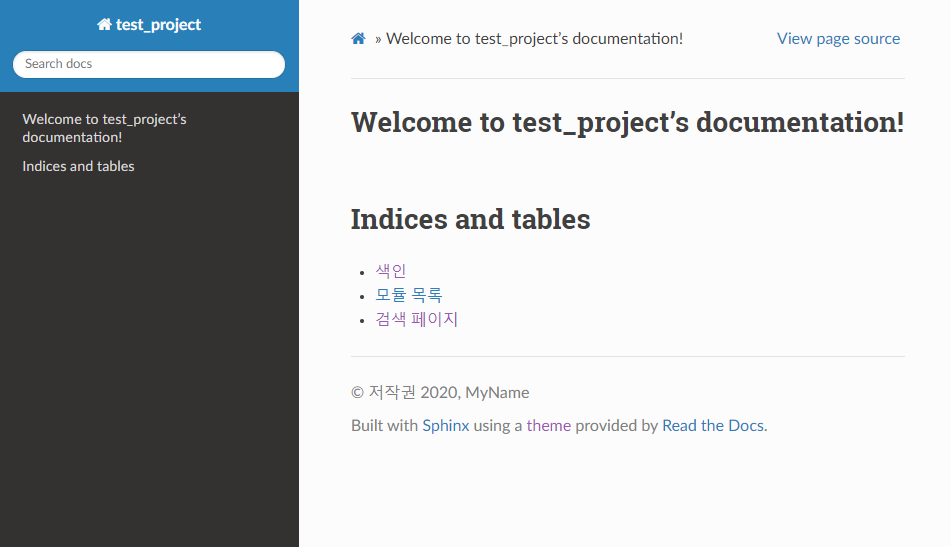 test_project
Search docs
Welcome to test_project's
documentation!
Indices and tables
» Welcome to test_project's documentation!
View page source
Welcome to test_project's documentation!
Indices and tables
• 색인
• 모듈 목록
• 검색 페이지
© 저작권 2020, MyName
Built with Sphinx using a theme provided by Read the Docs.